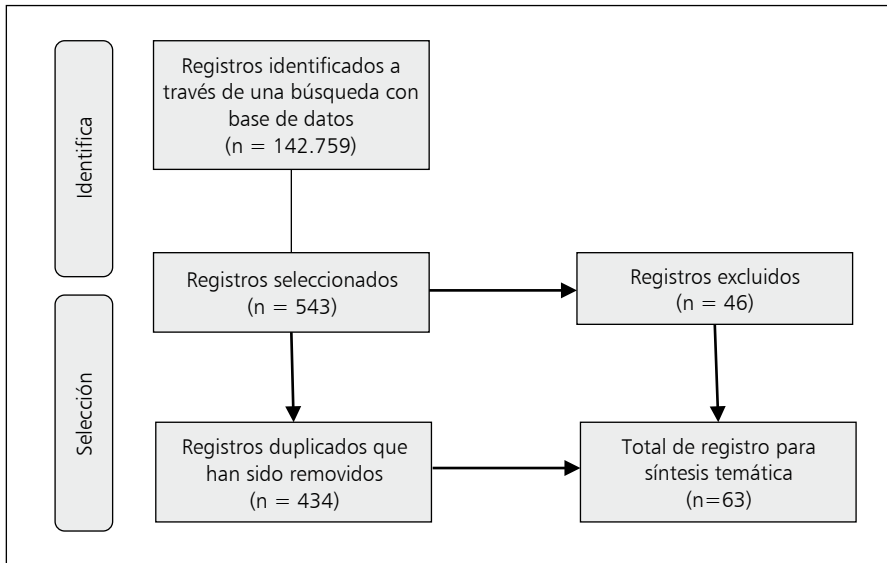 Identifica
Registros identificados a
través de una búsqueda con
base de datos
(n = 142.759)
Registros seleccionados
(n = 543)
Registros excluidos
(n = 46)
Selección
Registros duplicados que
han sido removidos
(n = 434)
Total de registro para
síntesis temática
(n=63)